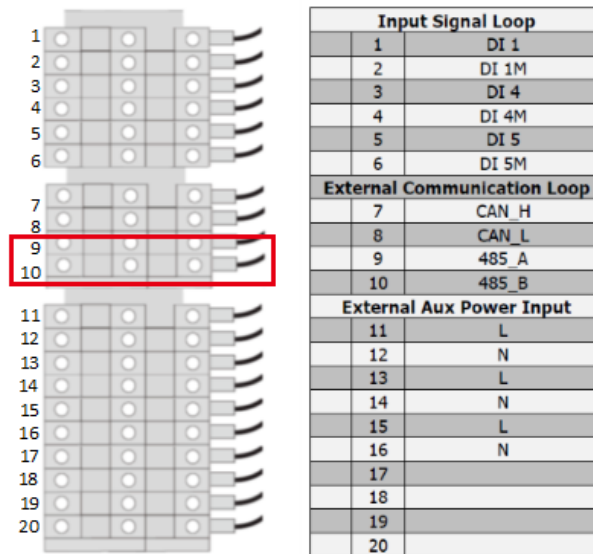 1
2
3
4
5
6
7
8
9
10
11
12
13
14
15
16
17
18
19
20
Input Signal Loop
1 DI 1
2 DI 1M
3 DI 4
4 DI 4M
5 DI 5
6 DI 5M
External Communication Loop
7 CAN_H
8 CAN_L
9 485_A
10 485_B
External Aux Power Input
11 L
12 N
13 L
14 N
15 L
16 N
17
18
19
20